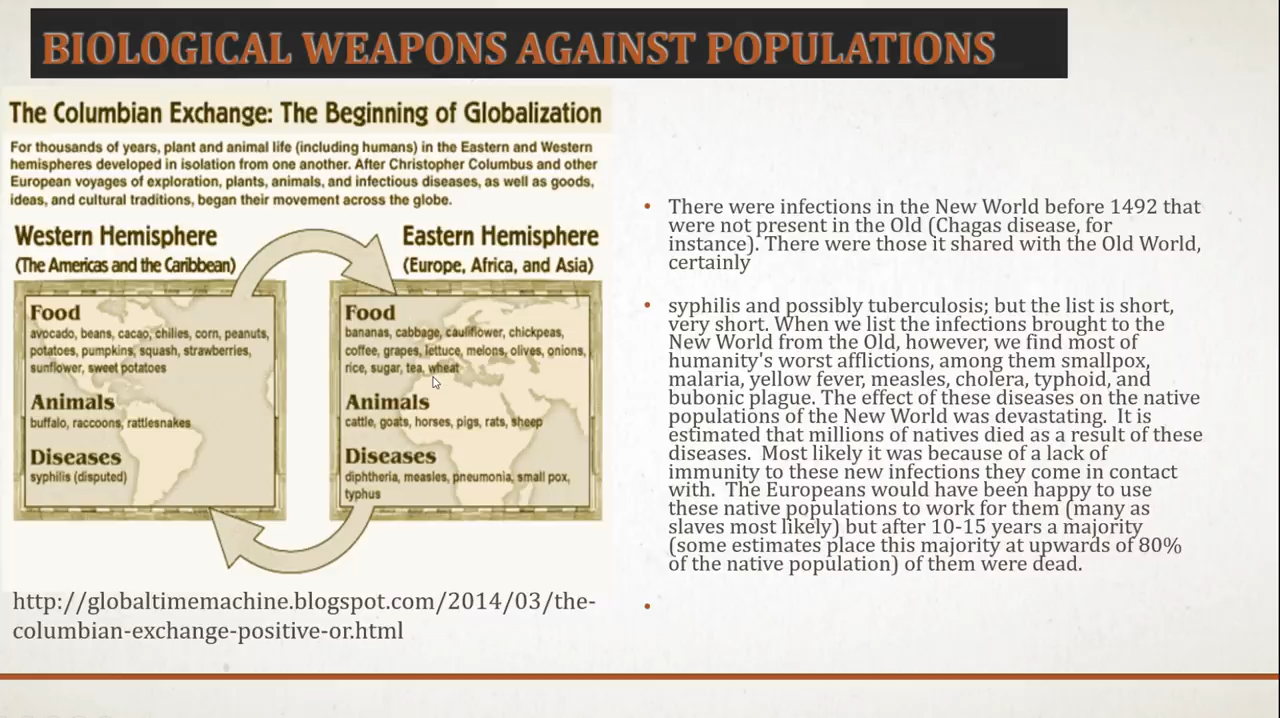 BIOLOGICAL WEAPONS AGAINST POPULATIONS
The Columbian Exchange: The Beginning of Globalization
For thousands of years, plant and animal life (including humans) in the Eastern and Western
hemispheres developed in isolation from one another. After Christopher Columbus and other
European voyages of exploration, plants, animals, and infectious diseases, as well as goods,
ideas, and cultural traditions, began their movement across the globe.
Western Hemisphere
(The Americas and the Caribbean)
Food
avocado, beans, cacao, chilies, corn, peanuts,
potatoes, pumpkins, squash, strawberries,
sunflower, sweet potatoes
Animals
buffalo, raccoons, rattlesnakes
Diseases
syphilis (disputed)
Eastern Hemisphere
(Europe, Africa, and Asia)
Food
bananas, cabbage, cauliflower, chickpeas,
coffee, grapes, lettuce, melons, olives, onions,
rice, sugar, tea, wheat
Animals
cattle, goats, horses, pigs, rats, sheep
Diseases
diphtheria, measles, pneumonia, small pox,
typhus
http://globaltimemachine.blogspot.com/2014/03/the-
columbian-exchange-positive-or.html
• There were infections in the New World before 1492 that
were not present in the Old (Chagas disease, for
instance). There were those it shared with the Old World,
certainly
• syphilis and possibly tuberculosis; but the list is short,
very short. When we list the infections brought to the
New World from the Old, however, we find most of
humanity's worst afflictions, among them smallpox,
malaria, yellow fever, measles, cholera, typhoid, and
bubonic plague. The effect of these diseases on the native
populations of the New World was devastating.  It is
estimated that millions of natives died as a result of these
diseases.  Most likely it was because of a lack of
immunity to these new infections they come in contact
with.  The Europeans would have been happy to use
these native populations to work for them (many as
slaves most likely) but after 10-15 years a majority
(some estimates place this majority at upwards of 80%
of the native population) of them were dead.
•